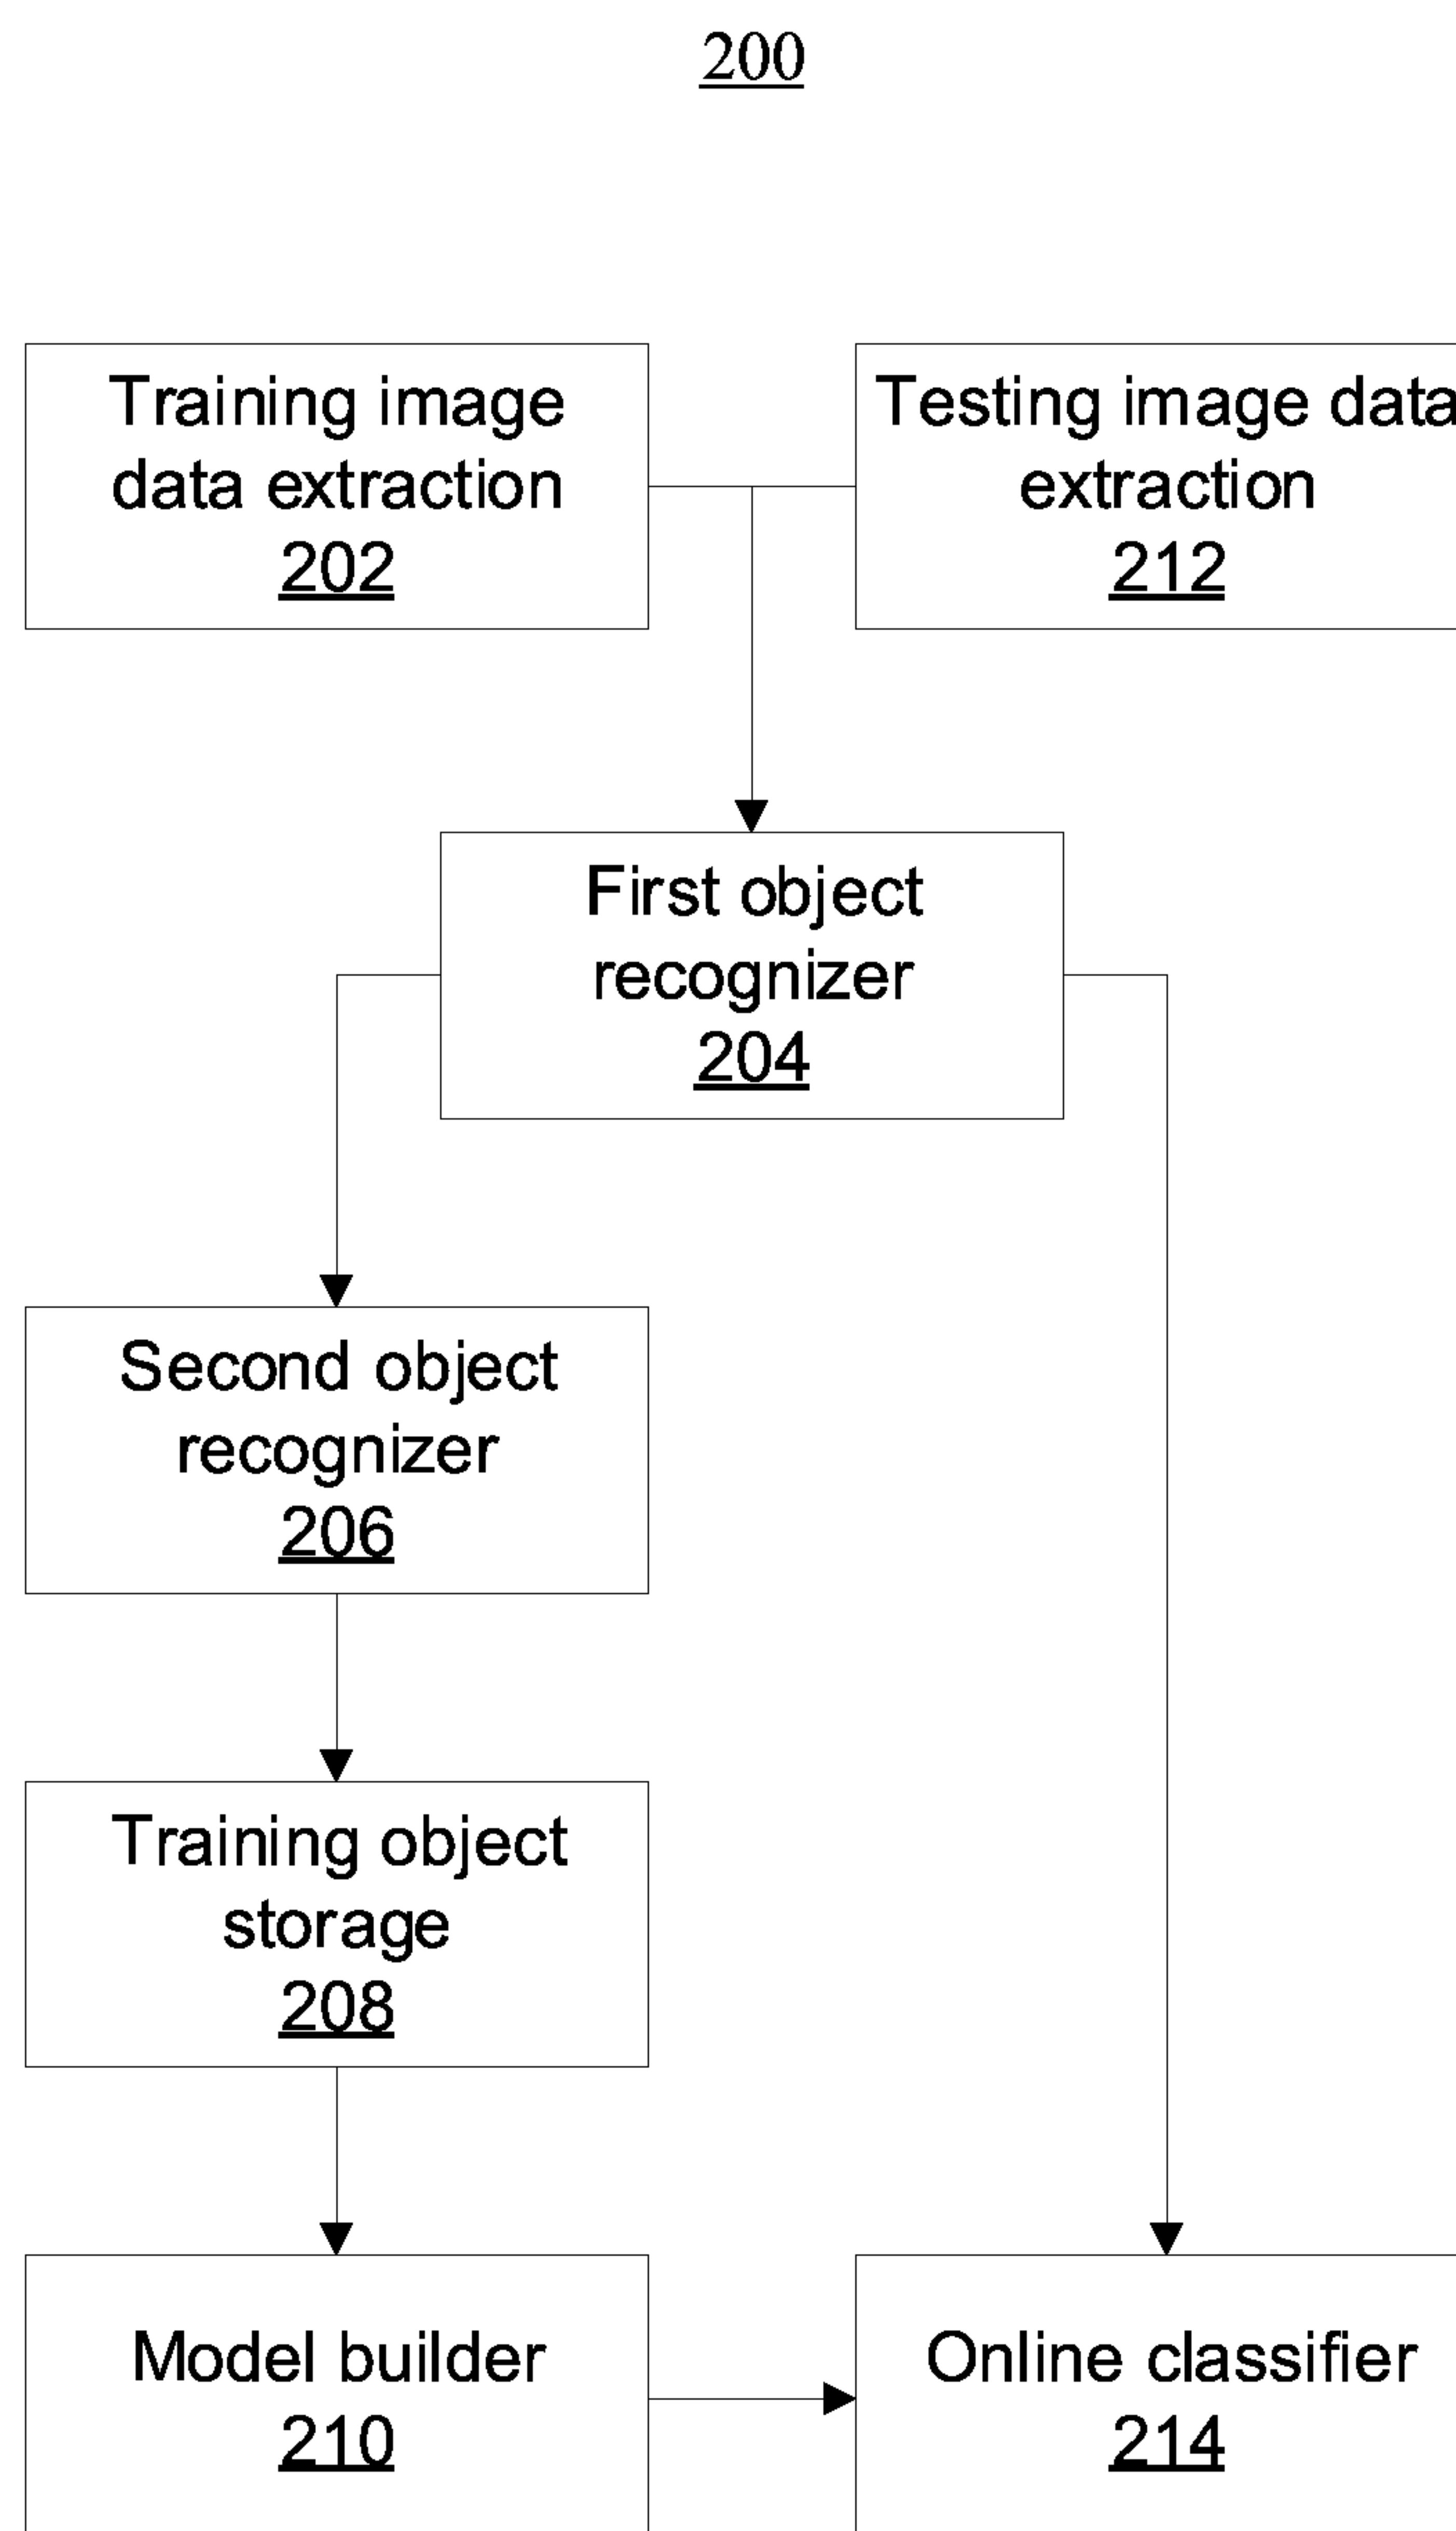 200
Training image
data extraction
202
Testing image data
extraction
212
First object
recognizer
204
Second object
recognizer
206
Training object
storage
208
Model builder
210
Online classifier
214